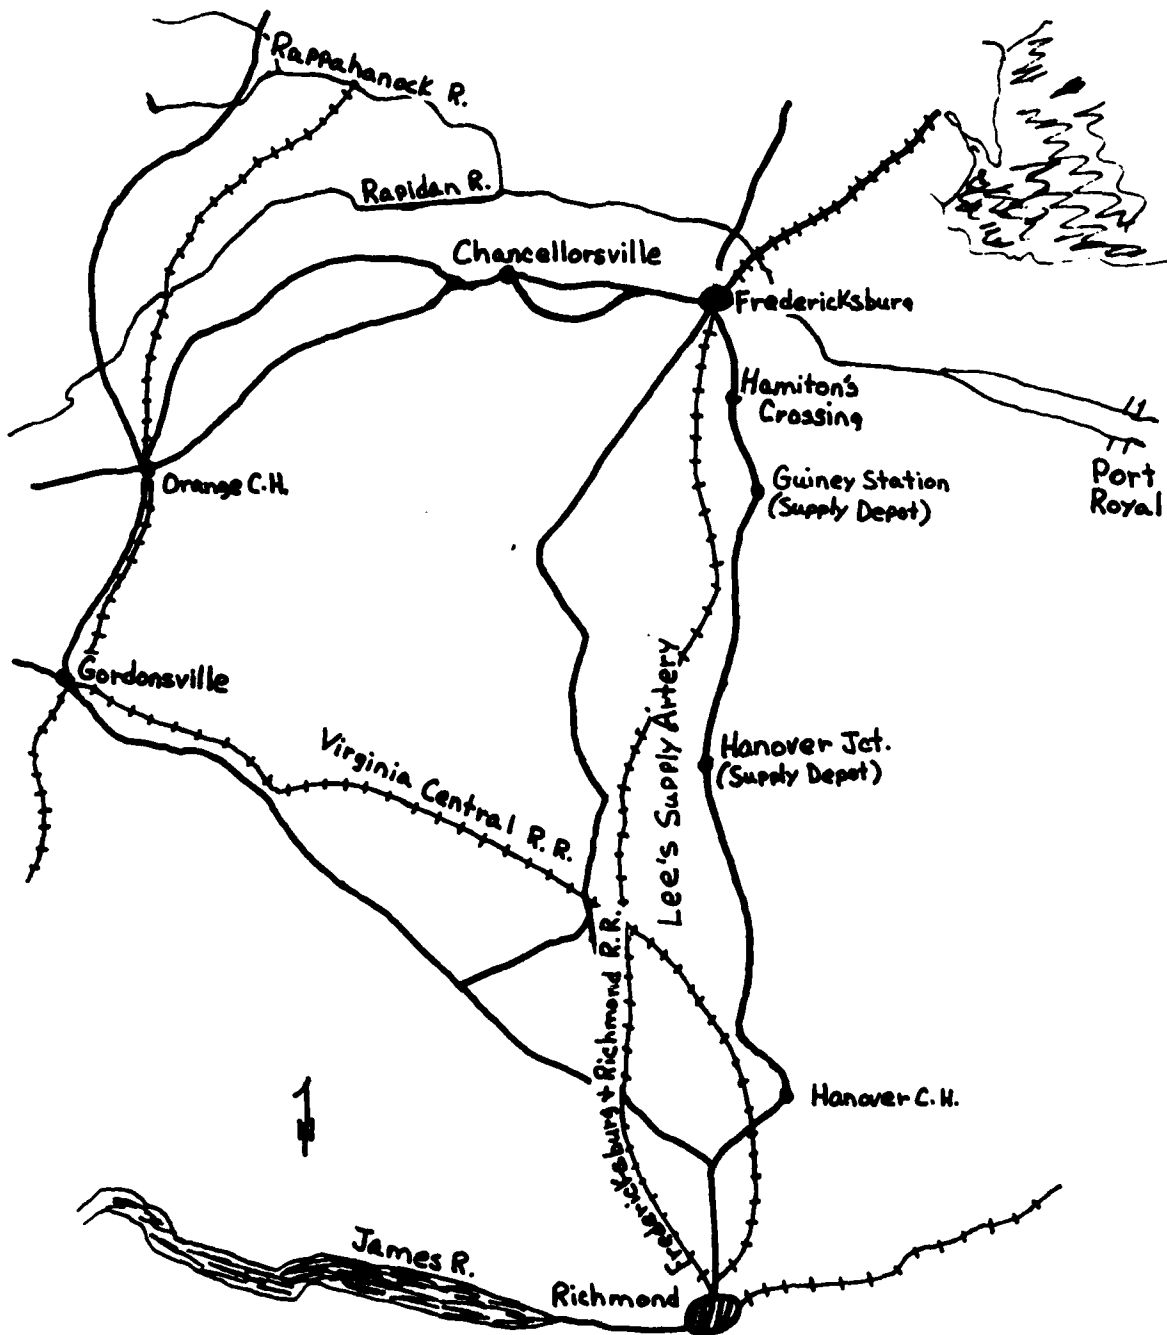 Rappahanock R.
Rapidan R.
Chancellorsville
Fredericksburg
Hamiton's
Crossing
Orange C.H.
Guiney Station
(Supply Depot)
Port
Royal
Gordonsville
Lee's Supply Artery
Virginia Central R.R.
Hanover Jct.
(Supply Depot)
Fredericksburg + Richmond R.R.
Hanover C.H.
James R.
Richmond